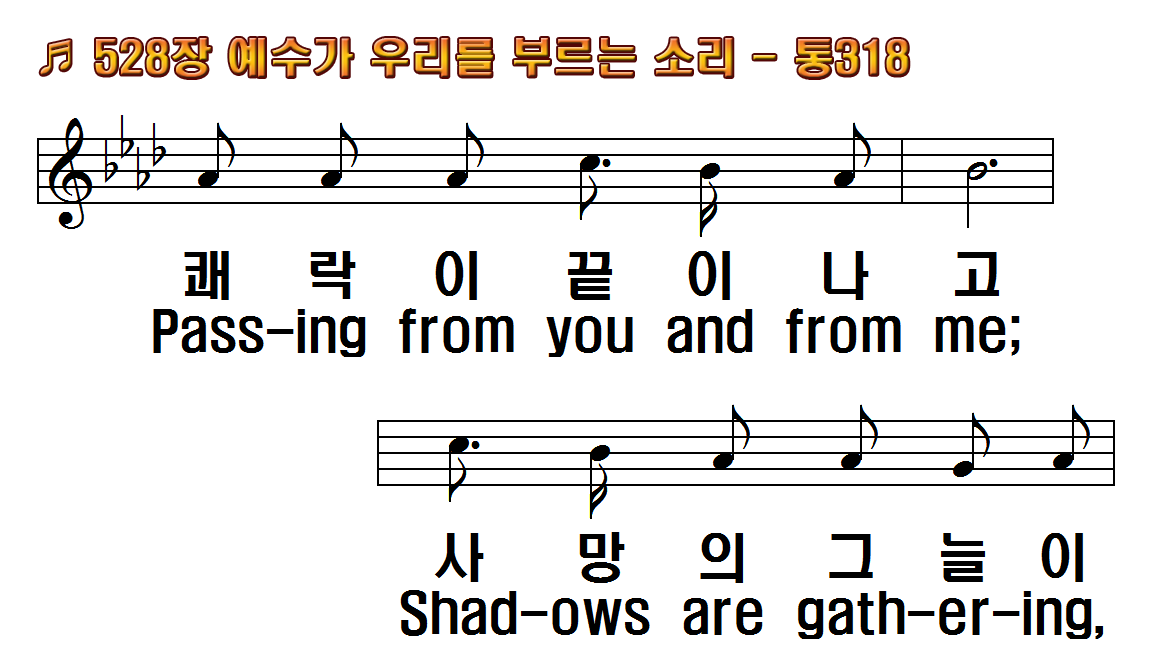 ♬ 528장 예수가 우리를 부르는 소리 - 통318
쾌 락 이 끝 이 나 고
Pass-ing from you and from me;
사 망 의 그 늘 이
Shad-ows are gath-er-ing,